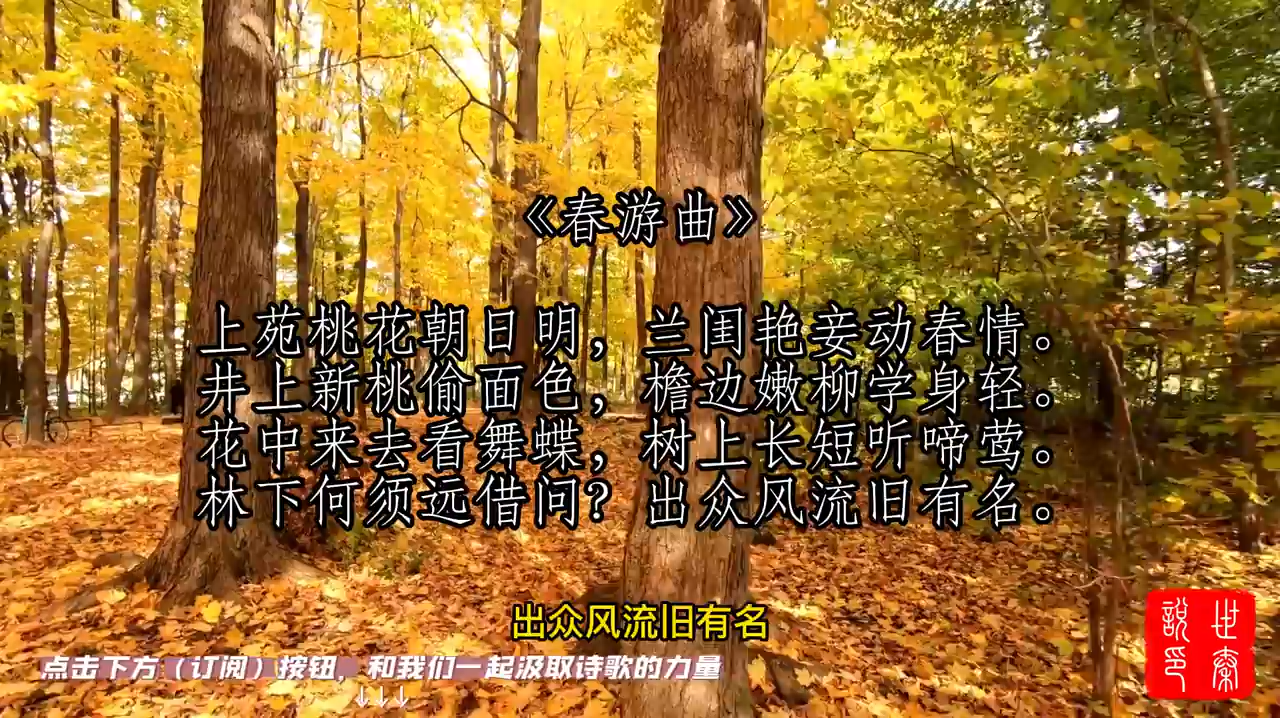 《春游曲》
上苑桃花朝日明，兰闺艳妾动春情。
井上新桃偷面色，檐边嫩柳学身轻。
花中来去看舞蝶，树上长短听啼莺。
林下何须远借问？出众风流旧有名。
出众风流旧有名
点击下方（订阅）按钮，和我们一起汲取诗歌的力量
↓↓↓
世秦
說印